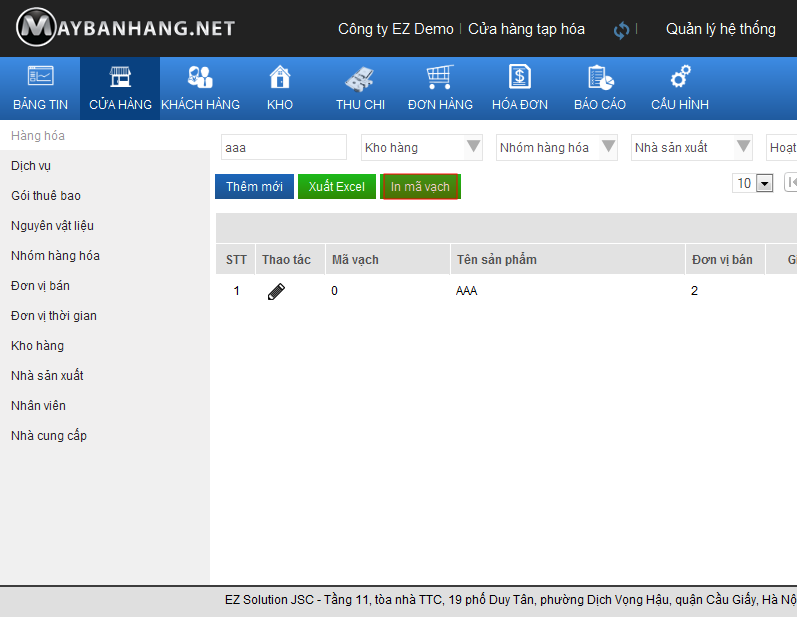 MAYBANHANG.NET
Công ty EZ Demo | Cửa hàng tạp hóa | Quản lý hệ thống
BẢNG TIN CỬA HÀNG KHÁCH HÀNG KHO THU CHI ĐƠN HÀNG HÓA ĐƠN BÁO CÁO CẤU HÌNH
Hàng hóa
Dịch vụ
Gói thuê bao
Nguyên vật liệu
Nhóm hàng hóa
Đơn vị bán
Đơn vị thời gian
Kho hàng
Nhà sản xuất
Nhân viên
Nhà cung cấp
aaa Kho hàng Nhóm hàng hóa Nhà sản xuất Hoạt
Thêm mới Xuất Excel In mã vạch 10
STT Thao tác Mã vạch Tên sản phẩm Đơn vị bán
1 0 AAA 2
EZ Solution JSC - Tầng 11, tòa nhà TTC, 19 phố Duy Tân, phường Dịch Vọng Hậu, quận Cầu Giấy, Hà Nộ